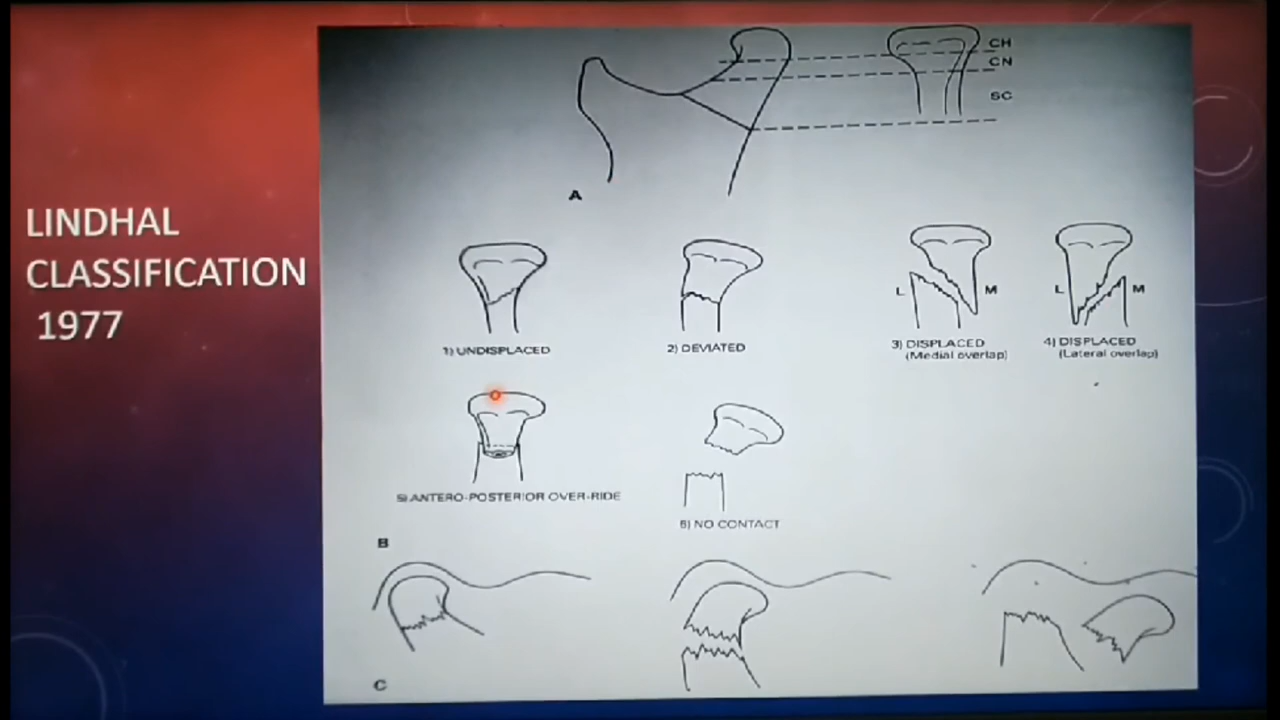 LINDHAL
CLASSIFICATION
1977
CH
CN
SC
A
1) UNDISPLACED
2) DEVIATED
L
M
3) DISPLACED
(Medial overlap)
L
M
4) DISPLACED
(Lateral overlap)
5) ANTERO-POSTERIOR OVER-RIDE
6) NO CONTACT
B
C